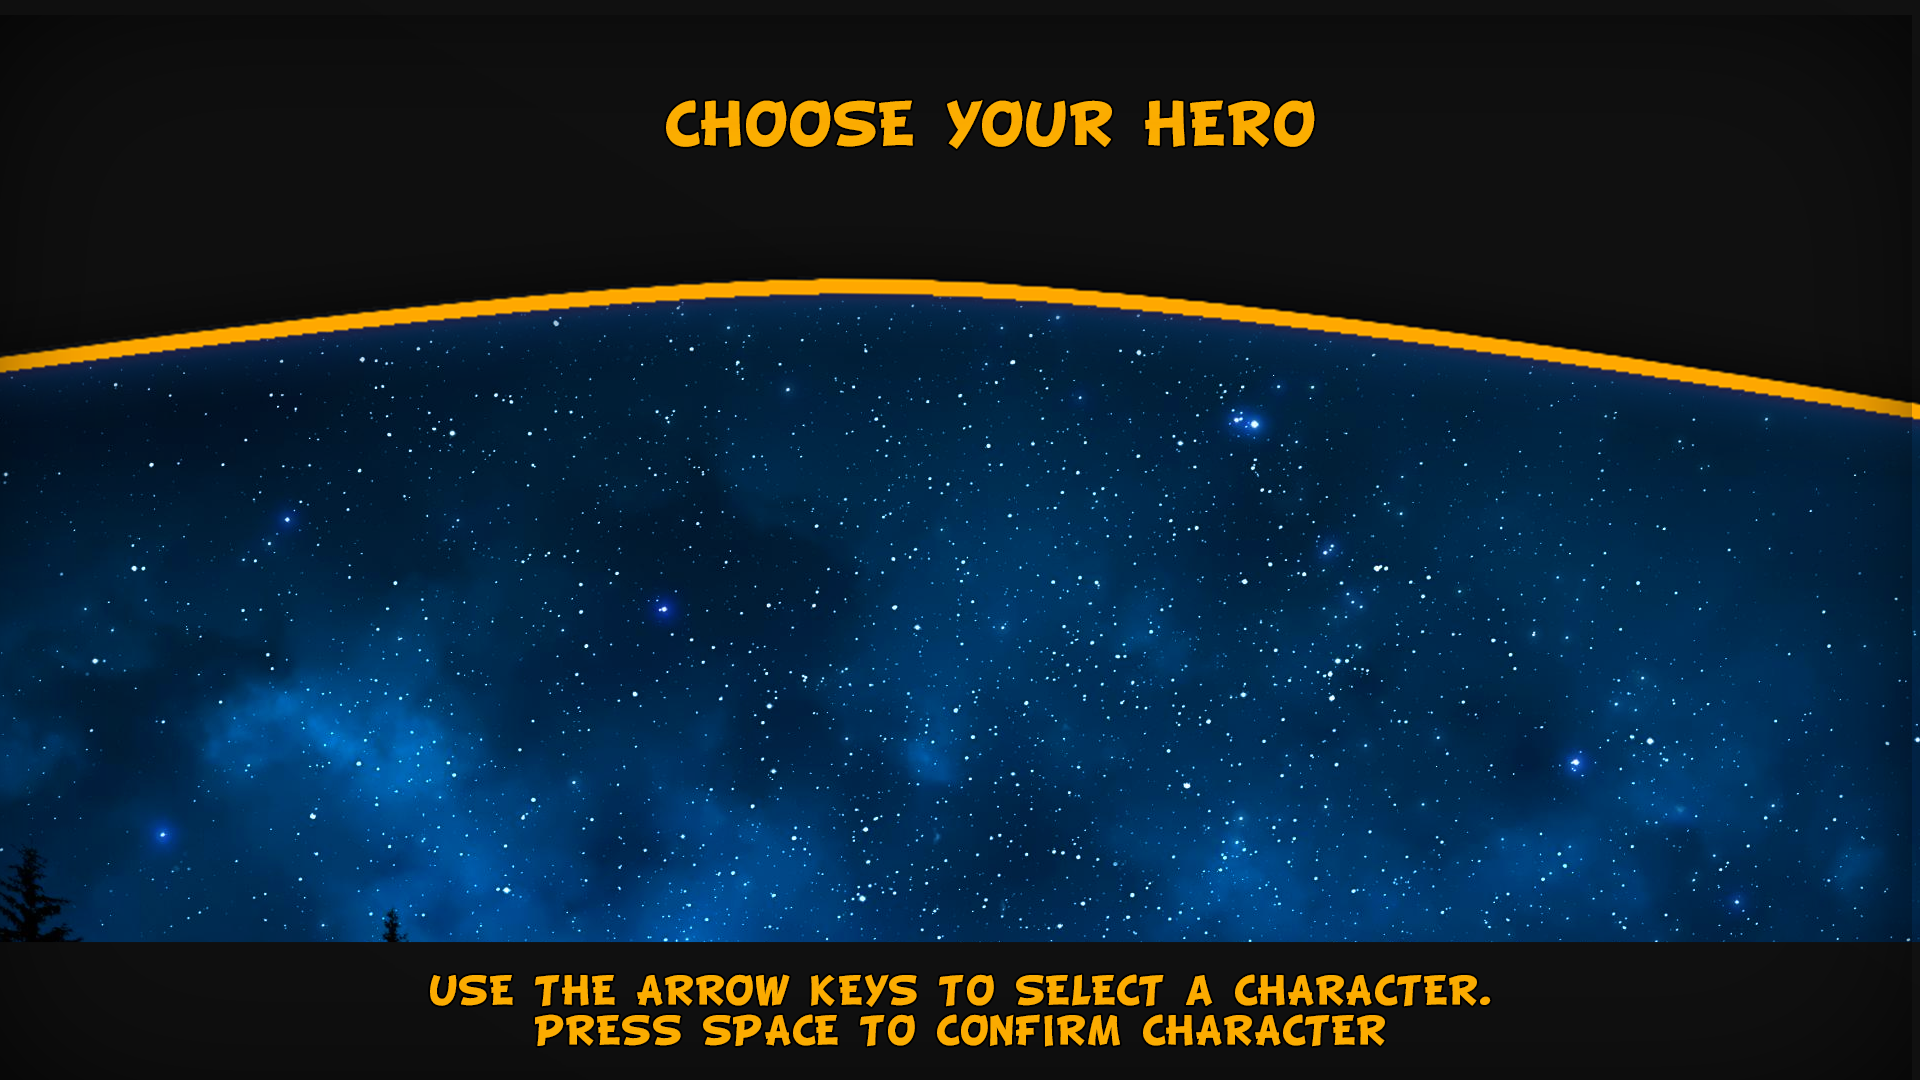 CHOOSE YOUR HERO
USE THE ARROW KEYS TO SELECT A CHARACTER.
PRESS SPACE TO CONFIRM CHARACTER